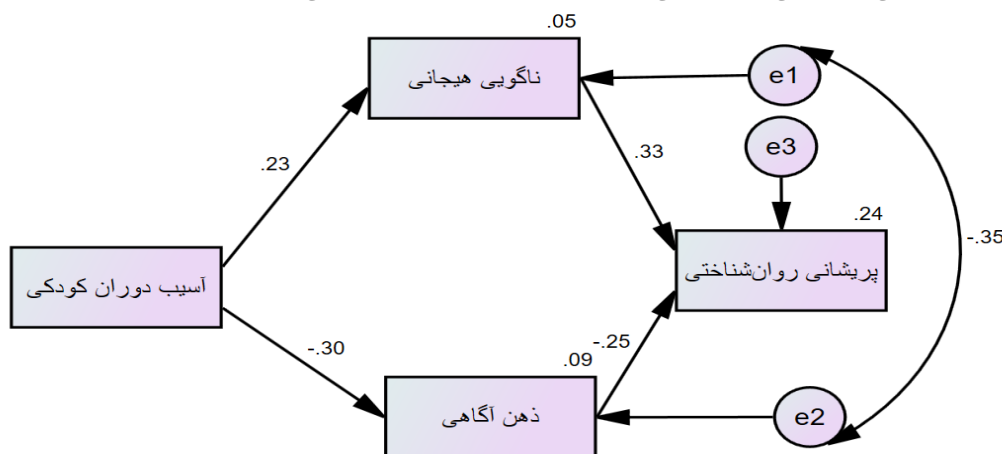 .05
ناگویی هیجانی
e1
e3
.23
.33
.24
-.35
پریشانی روان‌شناختی
آسیب دوران کودکی
-.30
-.25
.09
ذهن آگاهی
e2